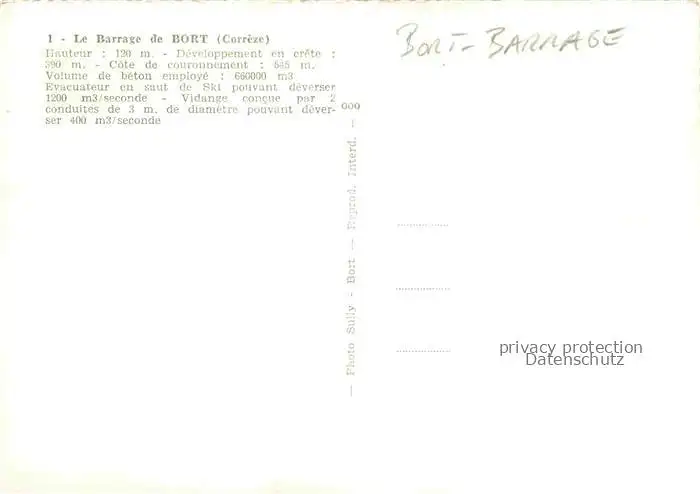 1 - Le Barrage de BORT (Corrèze)
Hauteur : 120 m. - Développement en crête :
390 m. - Côte de couronnement : 545 m.
Volume de béton employé : 660000 m3
Evacuateur en saut de Ski pouvant déverser
1200 m3/seconde - Vidange conçue par 2
conduites de 3 m. de diamètre pouvant déver-
ser 400 m3/seconde
BORT - BARRAGE
000
— Photo Sully - Bort — Reprod. Interd. —
privacy protection
Datenschutz